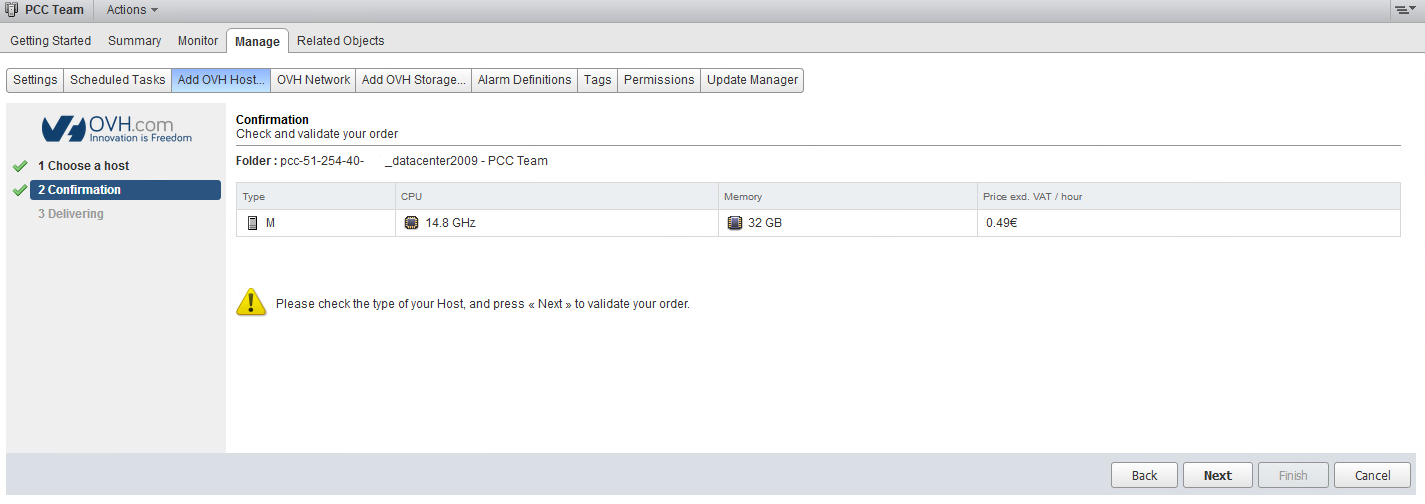 PCC Team Actions
Getting Started Summary Monitor Manage Related Objects
Settings Scheduled Tasks Add OVH Host... OVH Network Add OVH Storage... Alarm Definitions Tags Permissions Update Manager
OVH.com
Innovation is Freedom
1 Choose a host
2 Confirmation
3 Delivering
Confirmation
Check and validate your order
Folder : pcc-51-254-40- _datacenter2009 - PCC Team
Type CPU Memory Price exd. VAT / hour
M 14.8 GHz 32 GB 0.49€
Please check the type of your Host, and press « Next » to validate your order.
Back Next Finish Cancel